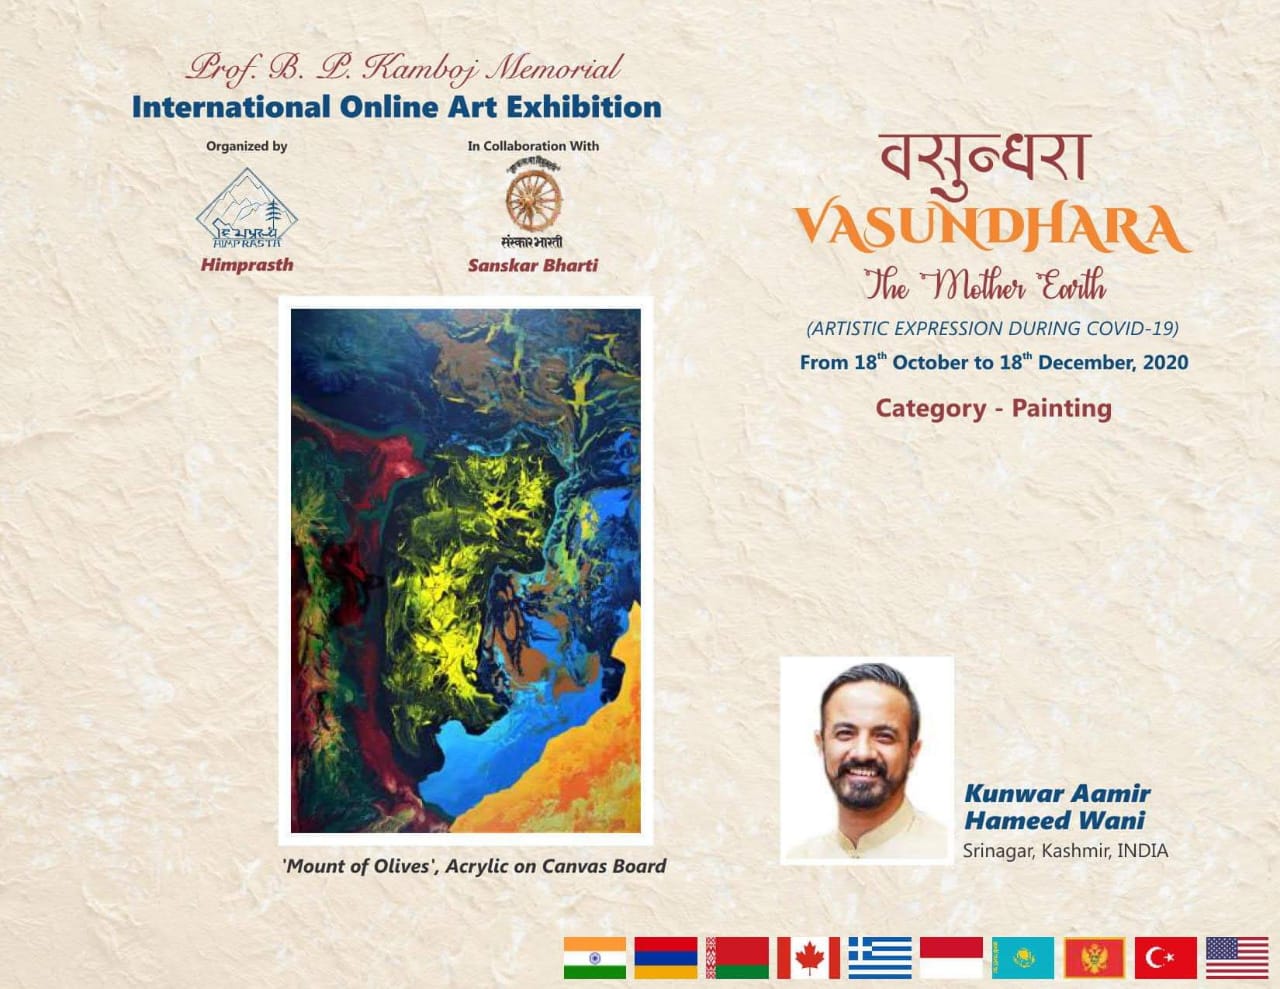 Prof. B. P. Kamboj Memorial
International Online Art Exhibition
Organized by
हिमप्रस्थ
HIMPRASTH
Himprasth
In Collaboration With
संस्कार भारती
Sanskar Bharti
'Mount of Olives', Acrylic on Canvas Board
वसुन्धरा
VASUNDHARA
The Mother Earth
(ARTISTIC EXPRESSION DURING COVID-19)
From 18th October to 18th December, 2020
Category - Painting
Kunwar Aamir
Hameed Wani
Srinagar, Kashmir, INDIA